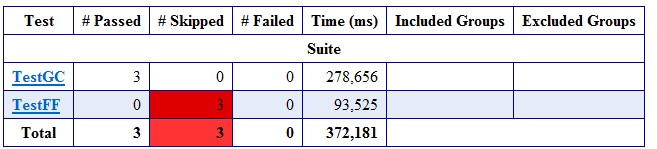 Test # Passed # Skipped # Failed Time (ms) Included Groups Excluded Groups
Suite
TestGC 3 0 0 278,656
TestFF 0 3 0 93,525
Total 3 3 0 372,181